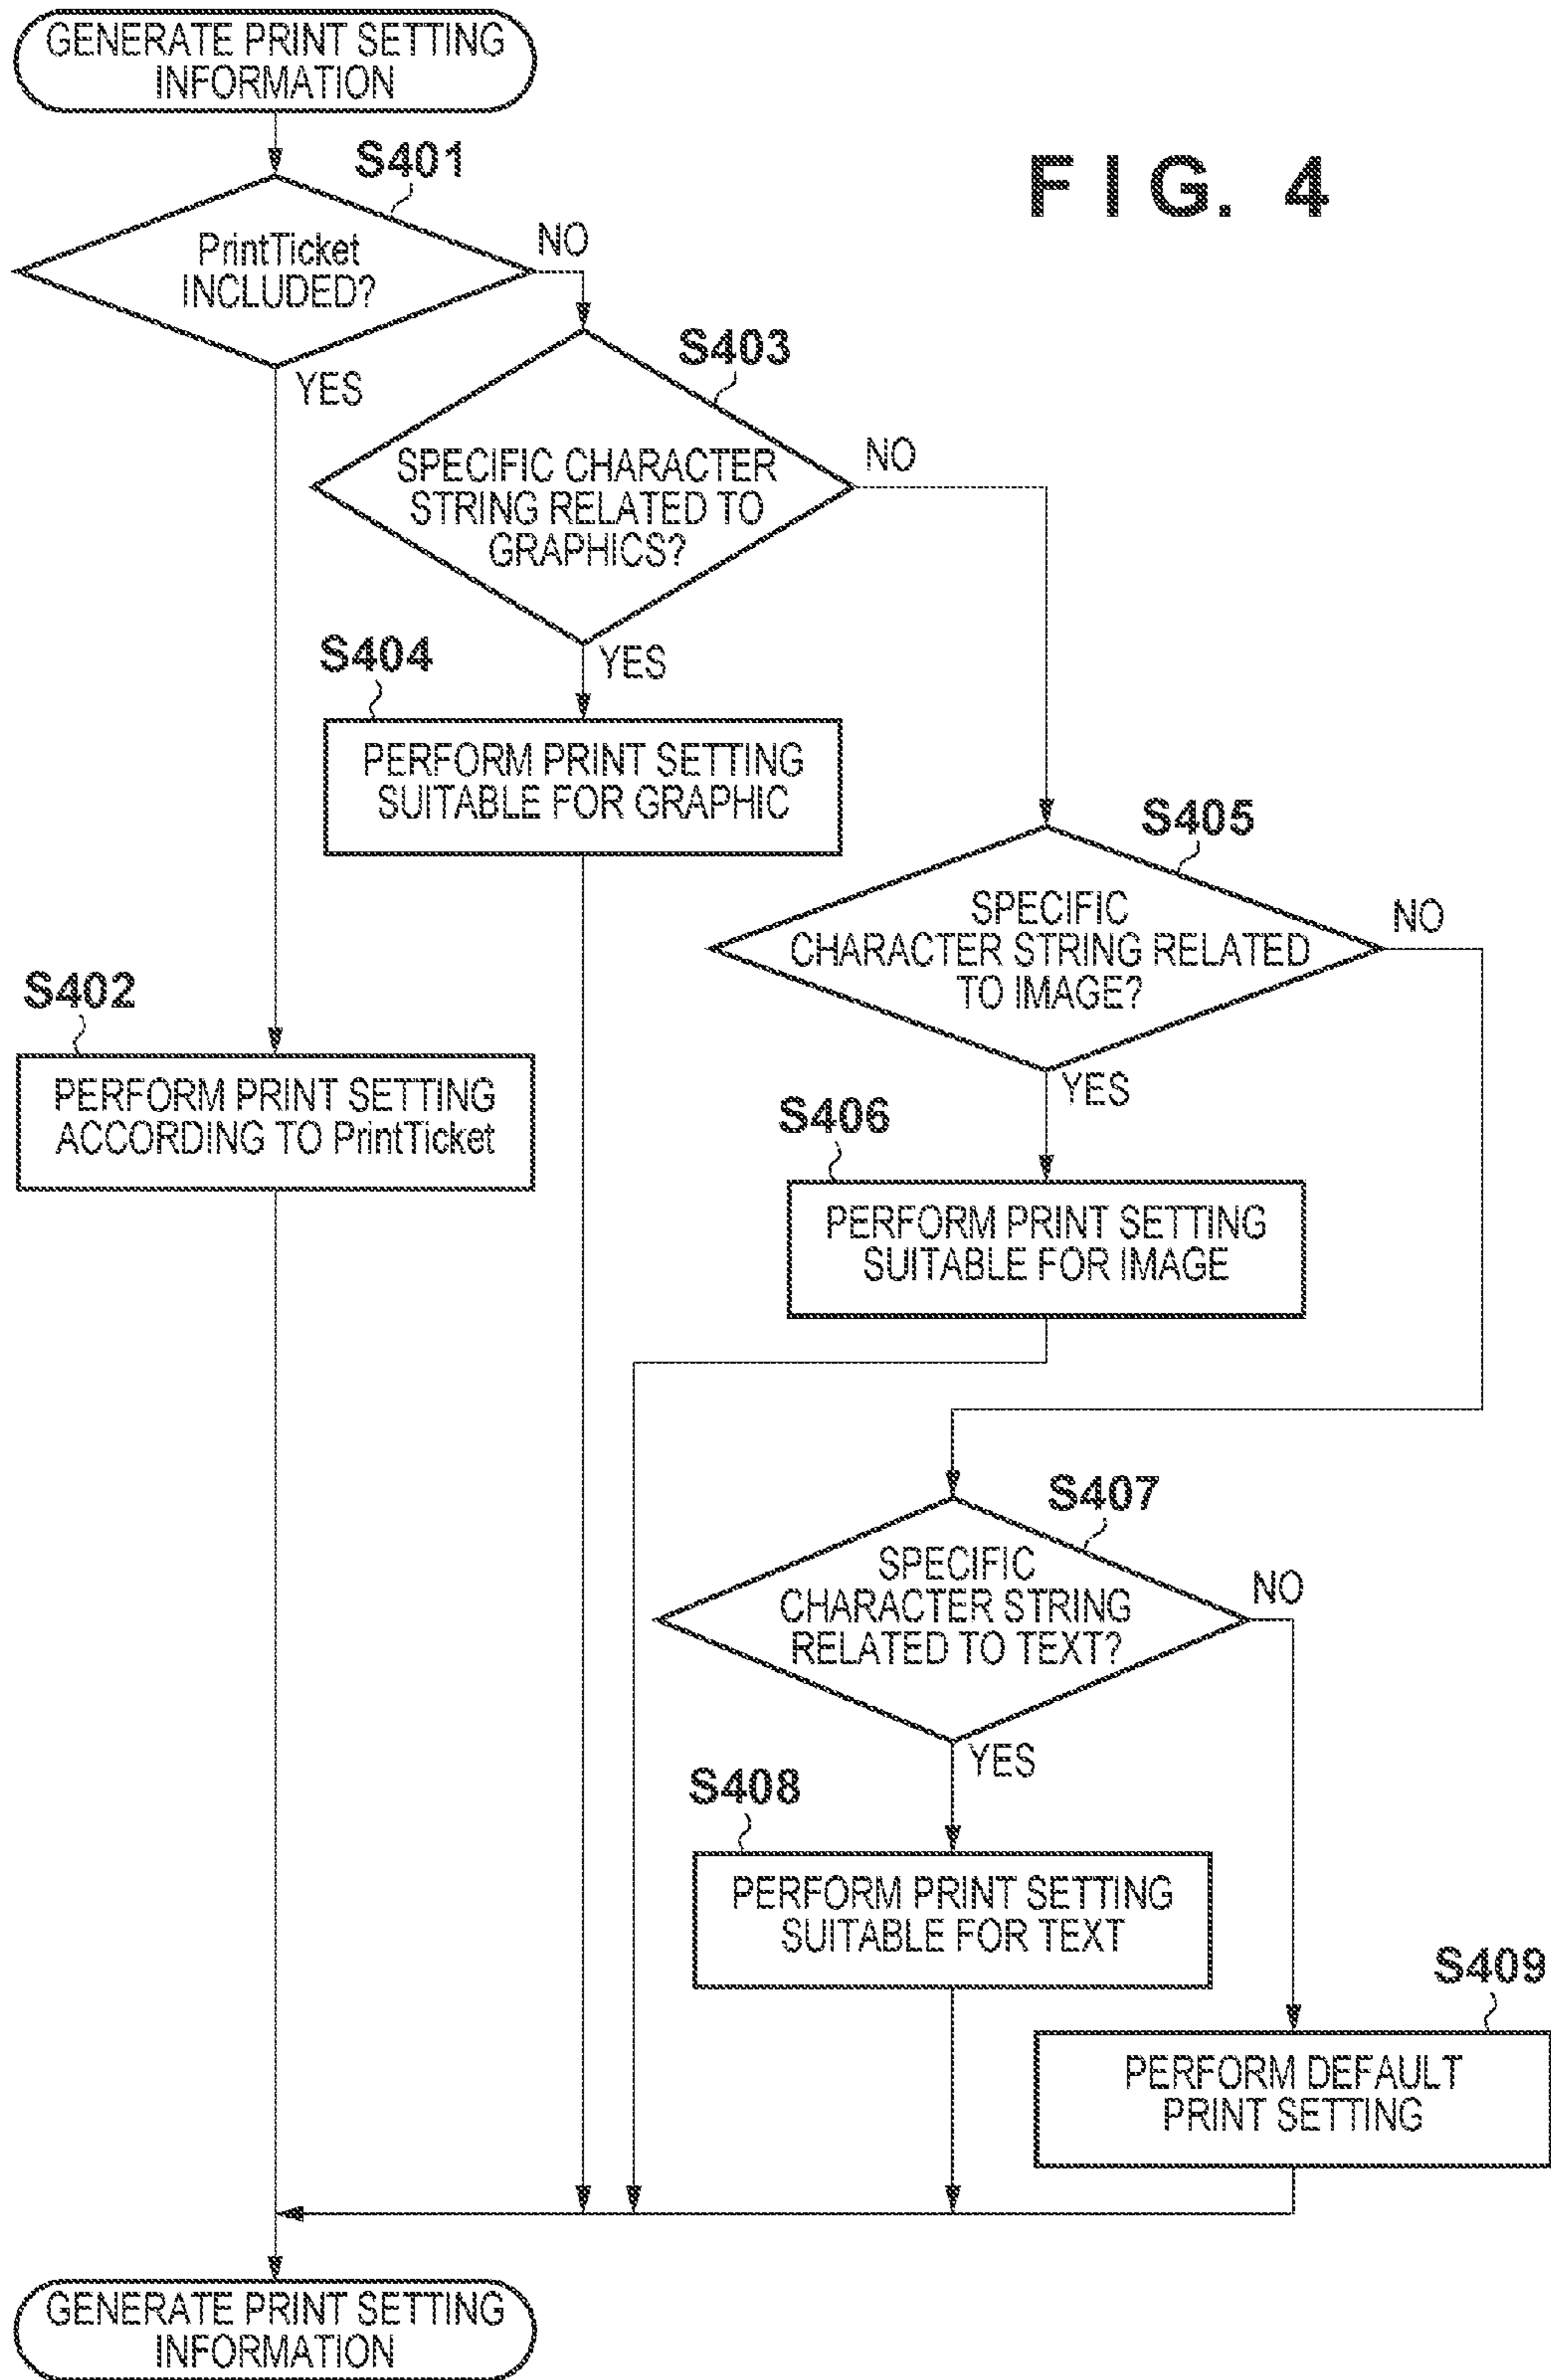 GENERATE PRINT SETTING
INFORMATION
FIG. 4
S401
PrintTicket
INCLUDED?
NO
YES
S403
SPECIFIC CHARACTER
STRING RELATED TO
GRAPHICS?
NO
YES
S404
PERFORM PRINT SETTING
SUITABLE FOR GRAPHIC
S405
SPECIFIC
CHARACTER STRING RELATED
TO IMAGE?
NO
YES
S402
PERFORM PRINT SETTING
ACCORDING TO PrintTicket
S406
PERFORM PRINT SETTING
SUITABLE FOR IMAGE
S407
SPECIFIC
CHARACTER STRING
RELATED TO TEXT?
NO
YES
S408
PERFORM PRINT SETTING
SUITABLE FOR TEXT
S409
PERFORM DEFAULT
PRINT SETTING
GENERATE PRINT SETTING
INFORMATION